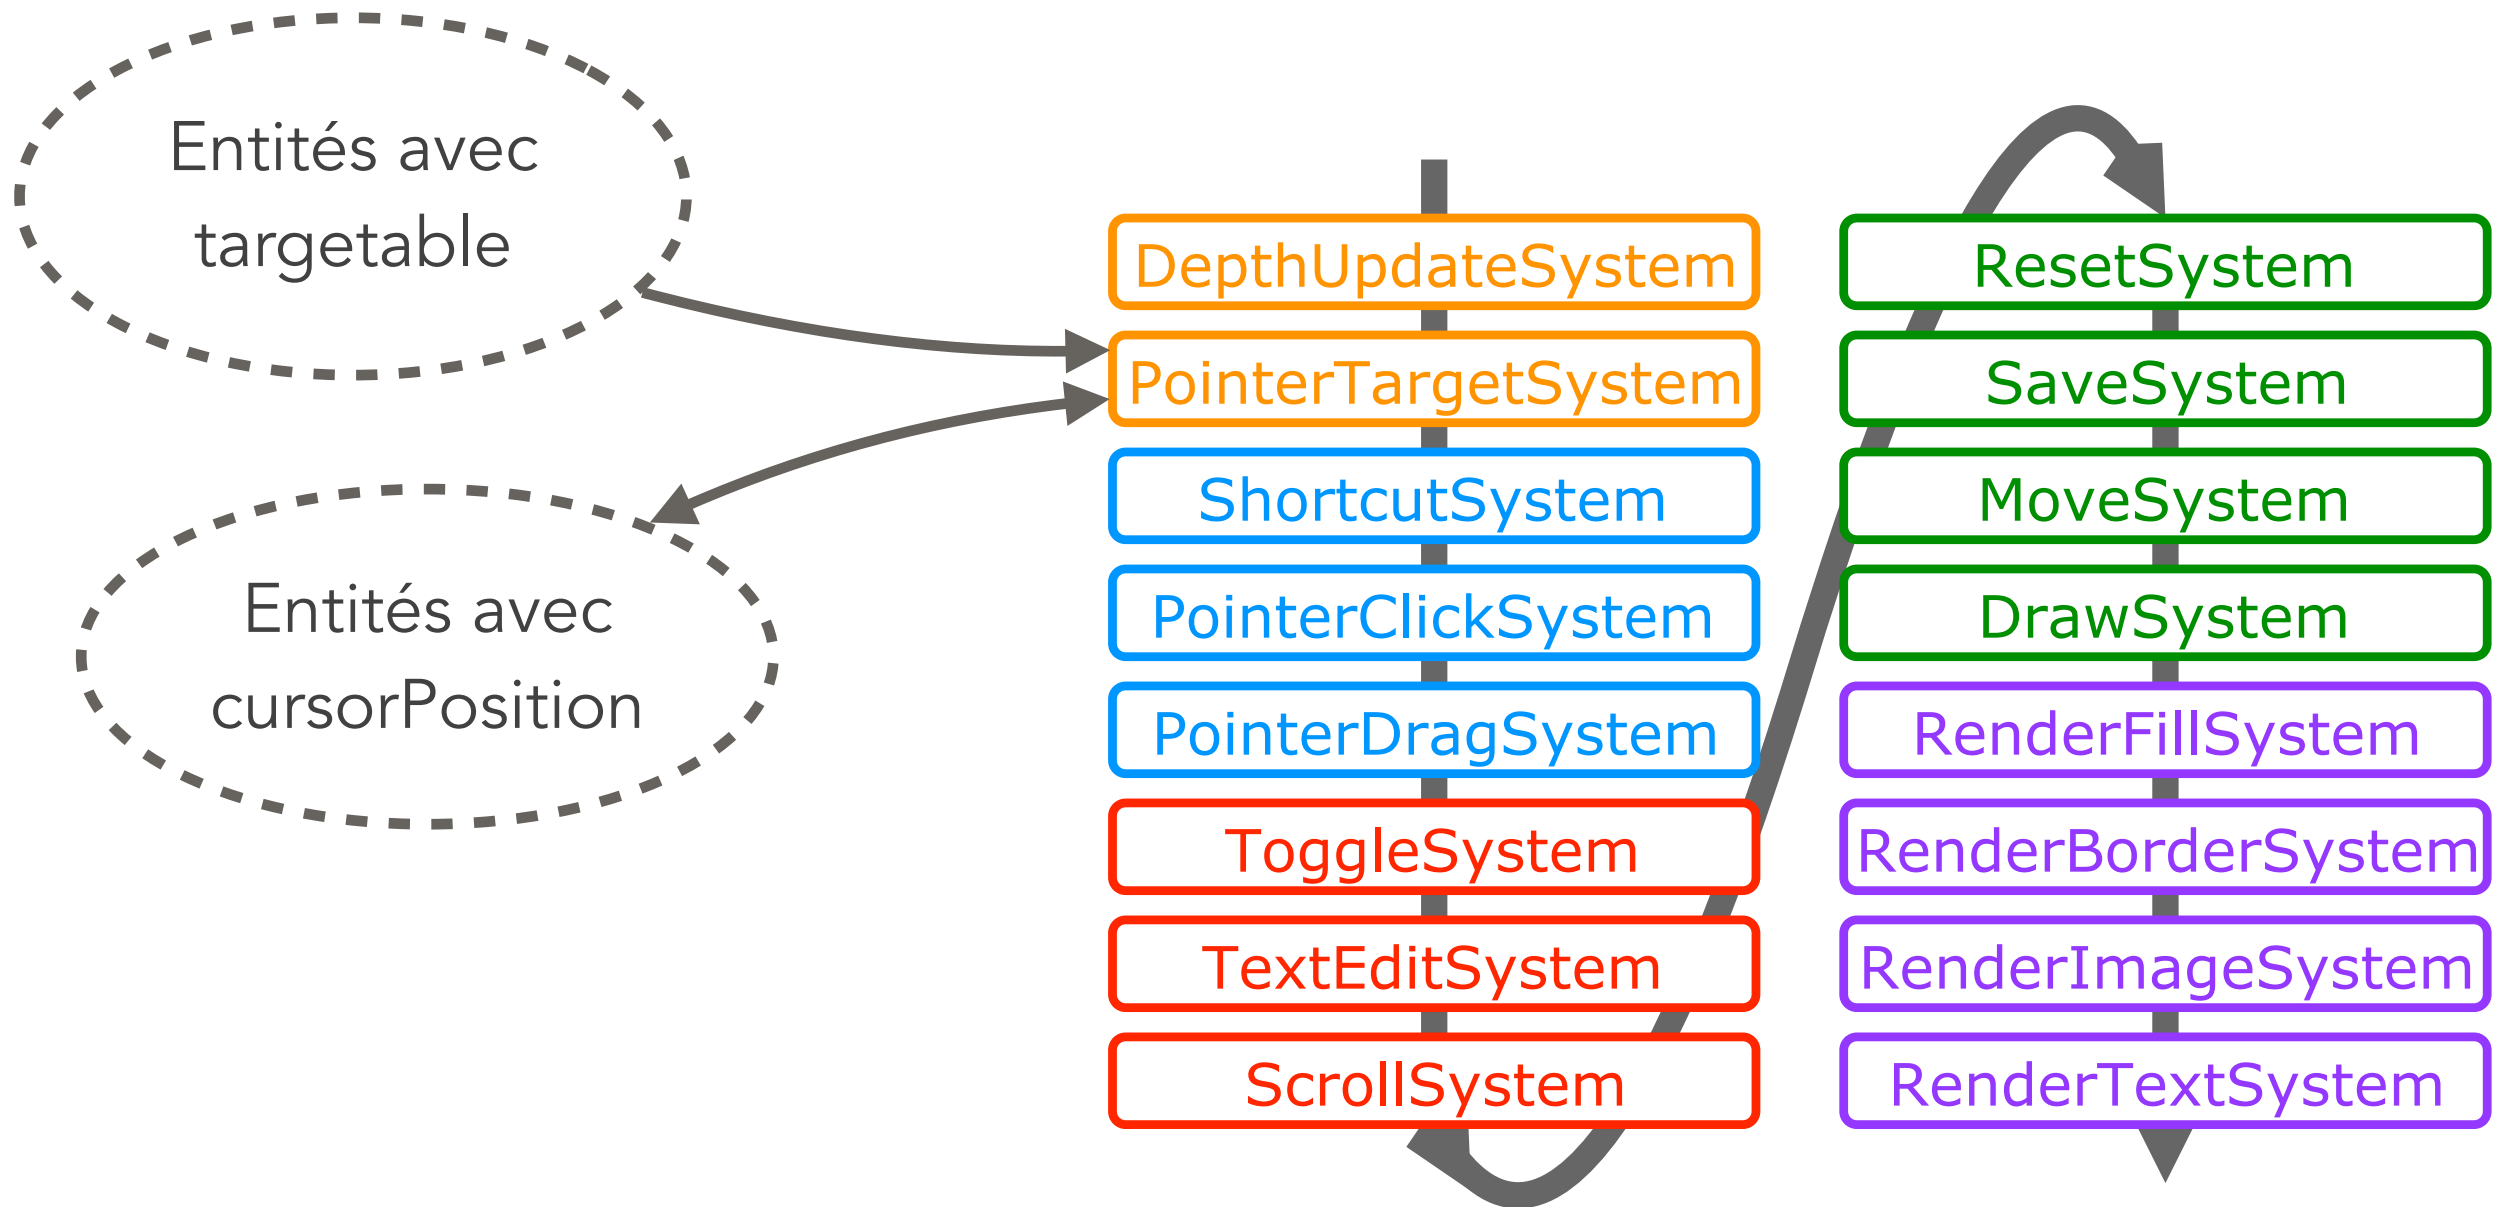 Entités avec
targetable
Entités avec
cursorPosition
DepthUpdateSystem
PointerTargetSystem
ShortcutSystem
PointerClickSystem
PointerDragSystem
ToggleSystem
TextEditSystem
ScrollSystem
ResetSystem
SaveSystem
MoveSystem
DrawSystem
RenderFillSystem
RenderBorderSystem
RenderImageSystem
RenderTextSystem